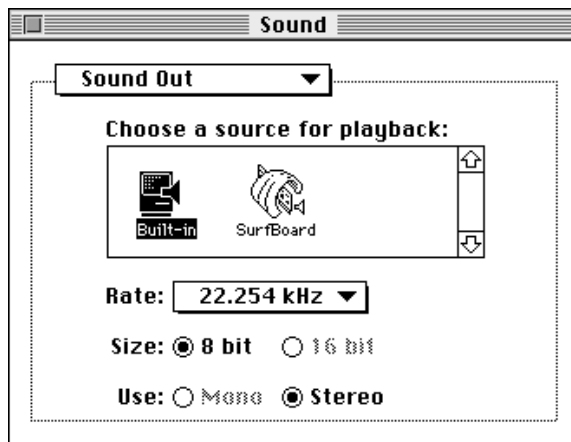 Sound
Sound Out
Choose a source for playback:
Built-in SurfBoard
Rate: 22.254 kHz
Size: 8 bit 16 bit
Use: Mono Stereo